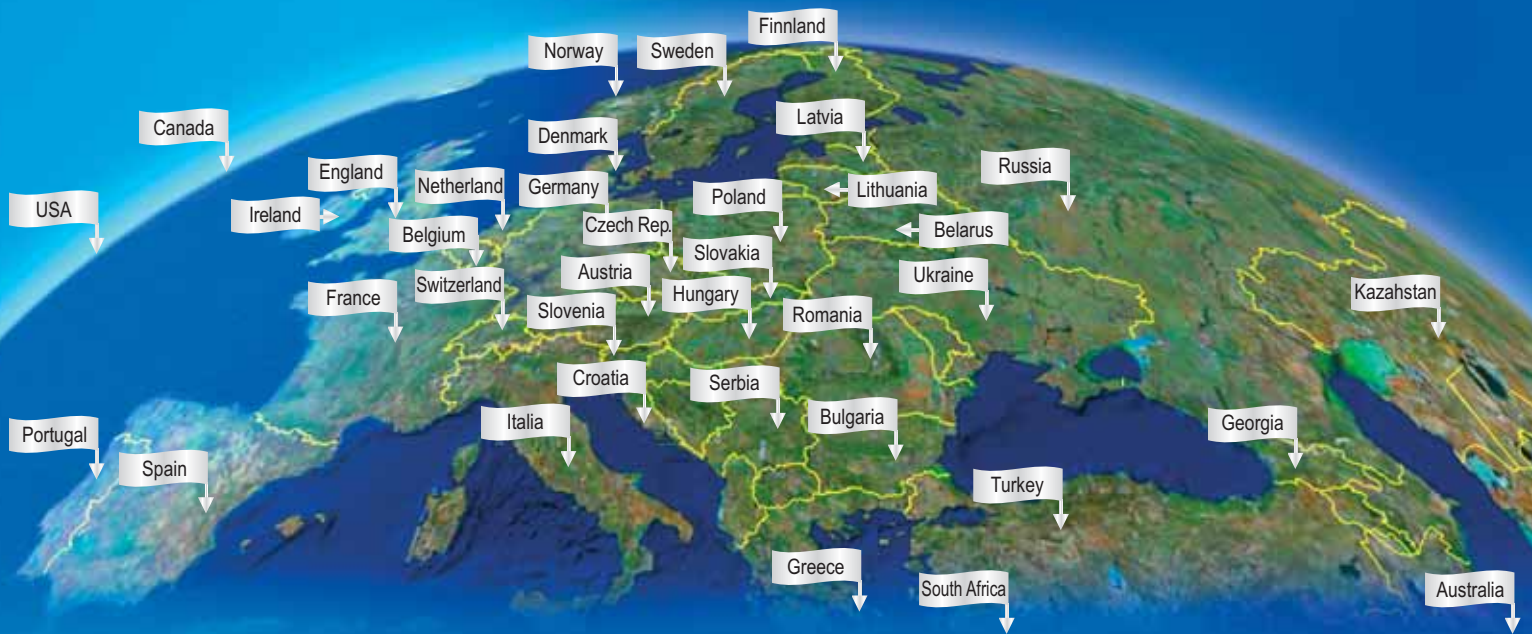 Finnland
Norway
Sweden
Canada
Denmark
Latvia
USA
England
Ireland
Netherland
Germany
Belgium
Czech Rep.
Poland
Lithuania
Russia
Belarus
Slovakia
Austria
Switzerland
France
Hungary
Ukraine
Slovenia
Romania
Kazahstan
Croatia
Serbia
Italia
Bulgaria
Georgia
Portugal
Spain
Turkey
Greece
South Africa
Australia